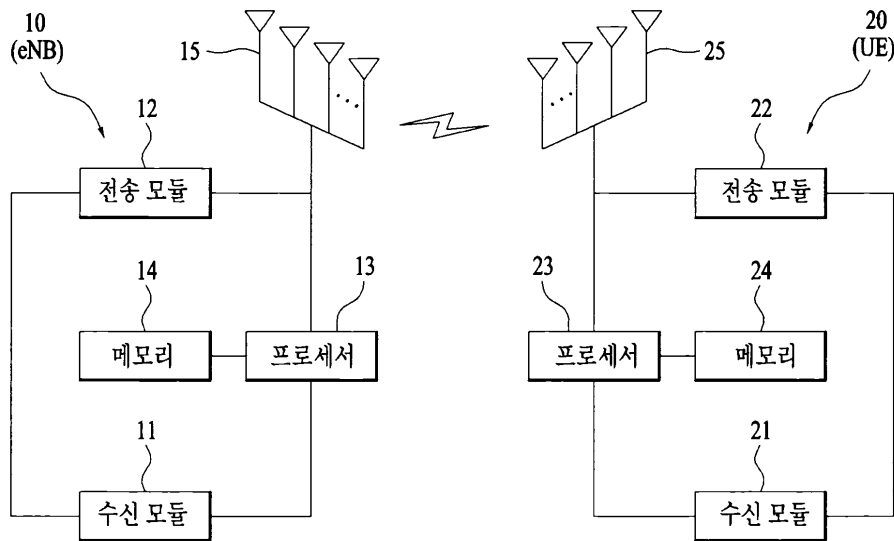 10
(eNB)
15
12
전송 모듈
14
메모리
13
프로세서
11
수신 모듈
25
20
(UE)
22
전송 모듈
23
프로세서
24
메모리
21
수신 모듈